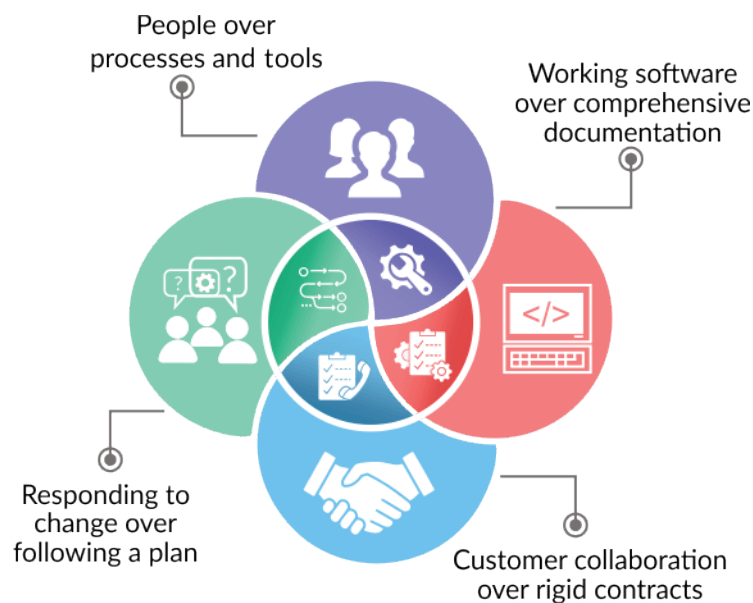 People over
processes and tools
Working software
over comprehensive
documentation
? ?
</>
Responding to
change over
following a plan
Customer collaboration
over rigid contracts